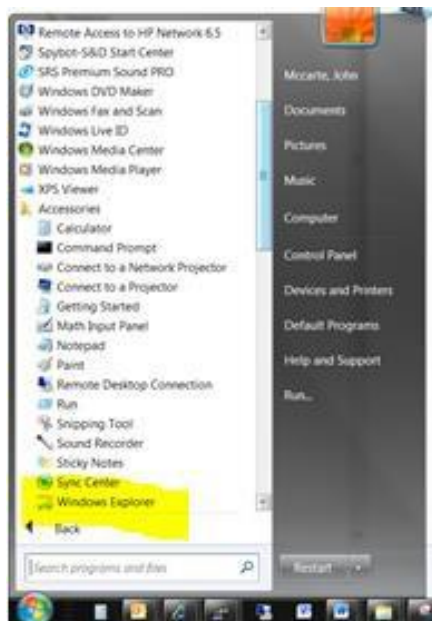 Remote Access to HP Network 6.5
Spybot-S&D Start Center
SRS Premium Sound PRO
Windows DVD Maker
Windows Fax and Scan
Windows Live ID
Windows Media Center
Windows Media Player
XPS Viewer
Accessories
Calculator
Command Prompt
Connect to a Network Projector
Connect to a Projector
Getting Started
Math Input Panel
Notepad
Paint
Remote Desktop Connection
Run
Snipping Tool
Sound Recorder
Sticky Notes
Sync Center
Windows Explorer
Back
Search programs and files
Mccarte, John
Documents
Pictures
Music
Computer
Control Panel
Devices and Printers
Default Programs
Help and Support
Run...
Restart